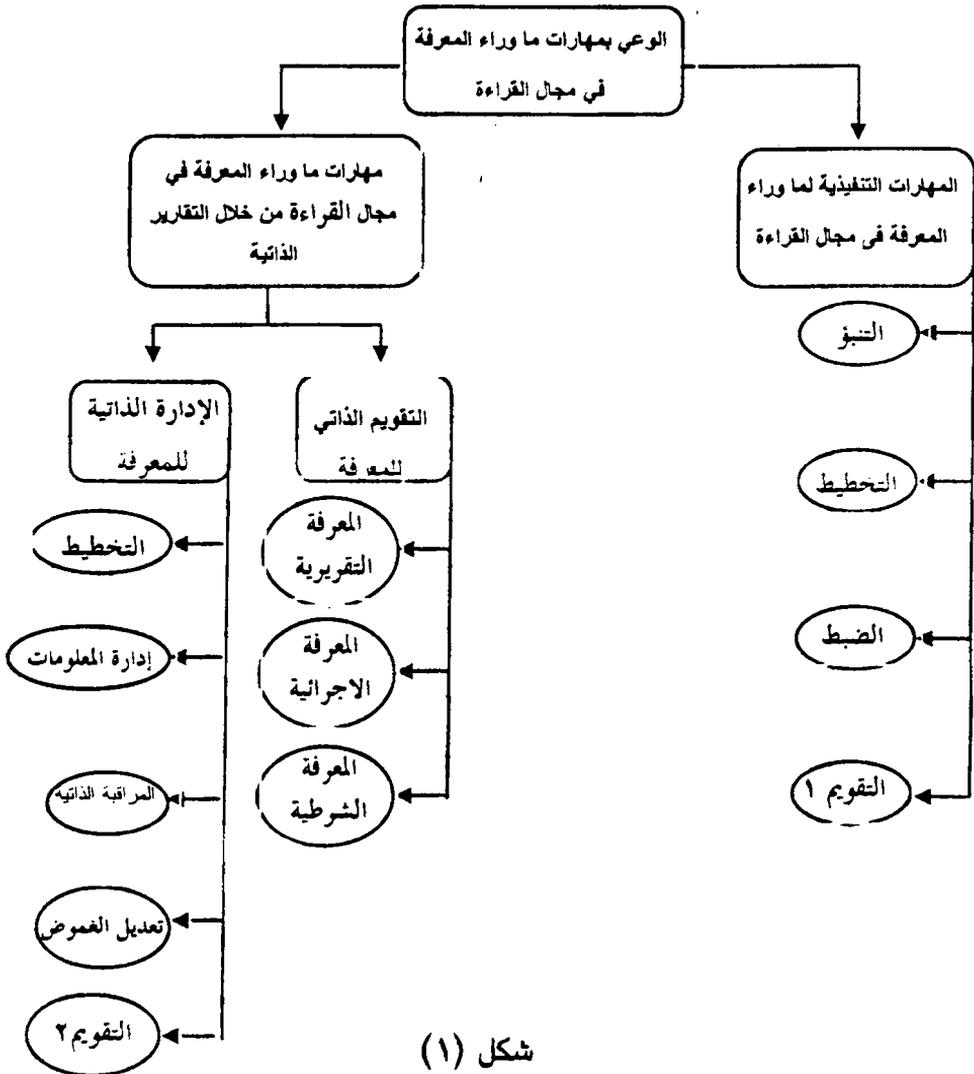 الوعي بمهارات ما وراء المعرفة
في مجال القراءة
المهارات التنفيذية لما وراء
المعرفة فى مجال القراءة
التنبؤ
التخطيط
الضبط
التقويم ١
مهارات ما وراء المعرفة في
مجال القراءة من خلال التقارير
الذاتية
التقويم الذاتي
للمعرفة
المعرفة
التقريرية
المعرفة
الاجرائية
المعرفة
الشرطية
الإدارة الذاتية
للمعرفة
التخطيط
إدارة المعلومات
المراقبة الذاتيه
تعديل الغموض
التقويم٢
شكل (١)